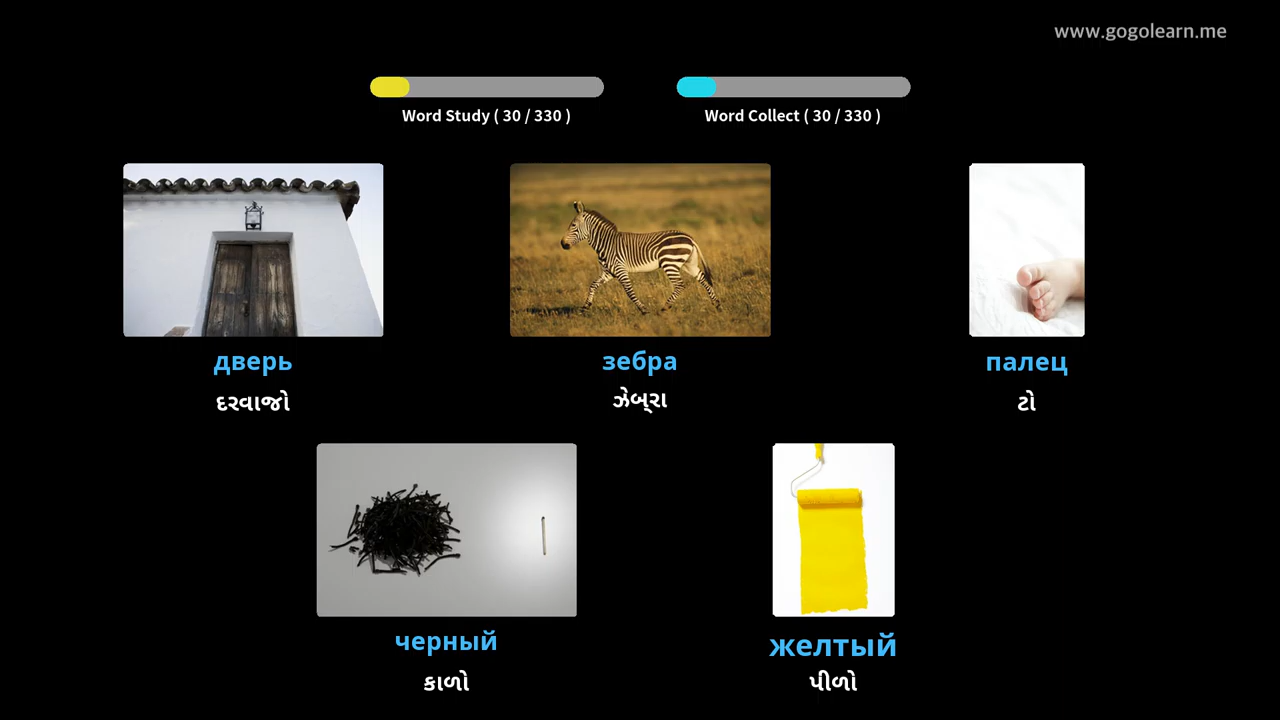 www.gogolearn.me
Word Study ( 30 / 330 )
Word Collect ( 30 / 330 )
дверь
દરવાજો
зебра
ઝેબ્રા
палец
ટો
черный
કાળો
желтый
પીળો